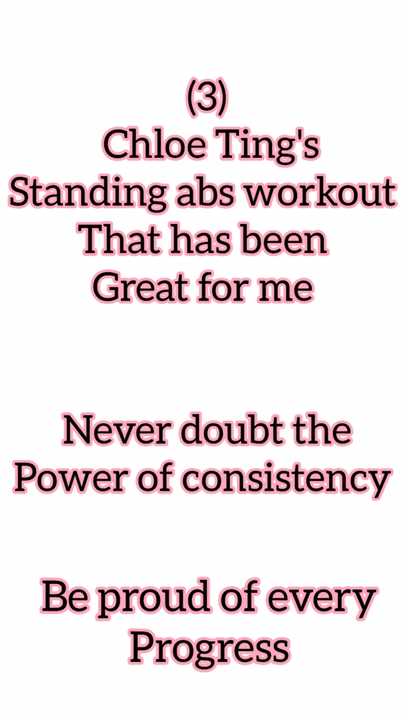 (3)
Chloe Ting's
Standing abs workout
That has been
Great for me
Never doubt the
Power of consistency
Be proud of every
Progress